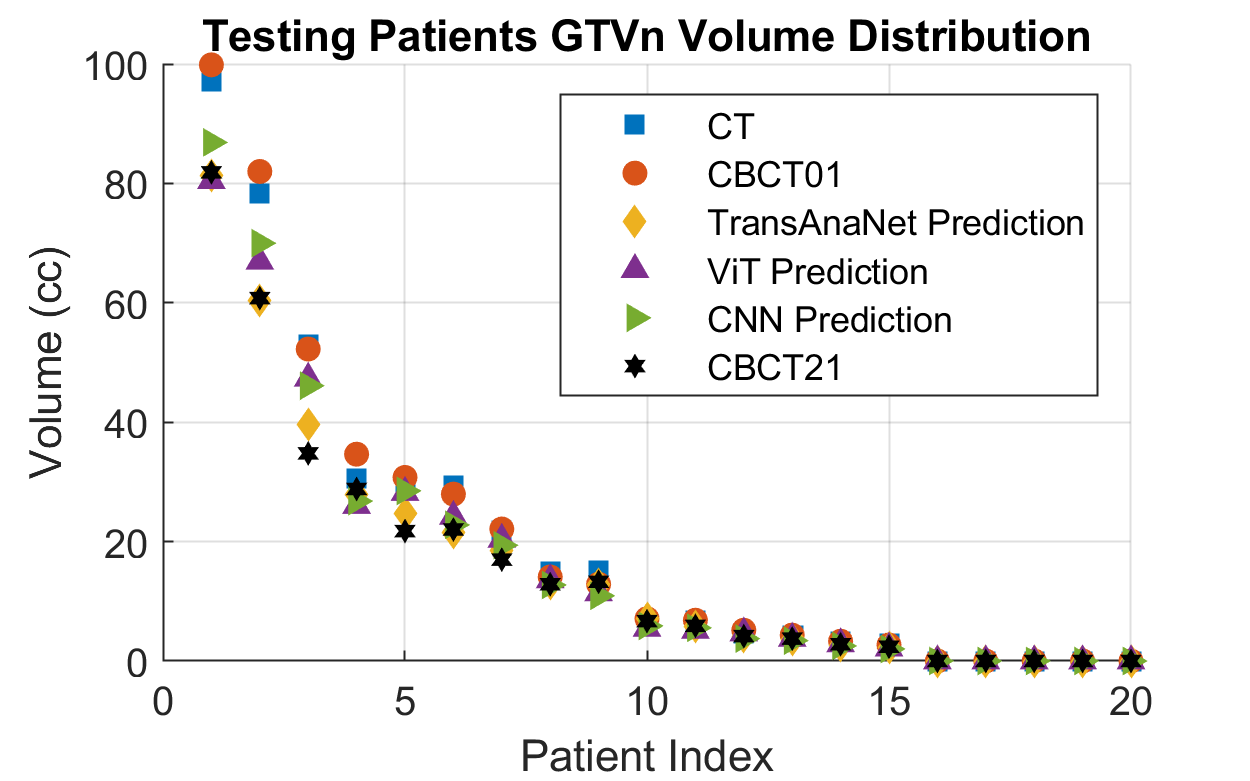 Testing Patients GTVn Volume Distribution
100
80
60
40
20
0
Volume (cc)
CT
CBCT01
TransAnaNet Prediction
ViT Prediction
CNN Prediction
CBCT21
0
5
10
15
20
Patient Index